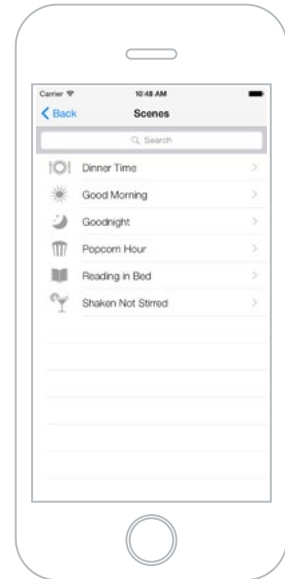 Carrier 10:48 AM
Back Scenes
Search
Dinner Time
Good Morning
Goodnight
Popcorn Hour
Reading in Bed
Shaken Not Stirred